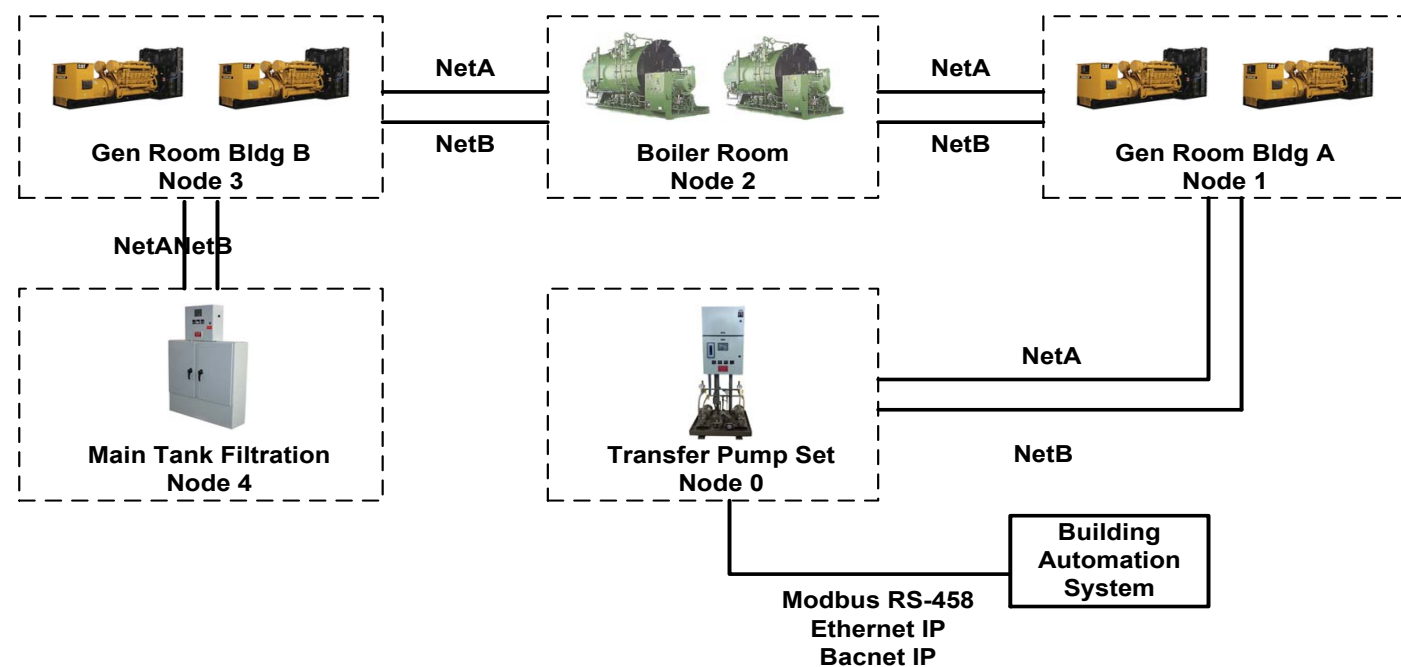 NetA
NetB
NetA
NetB
Gen Room Bldg B
Node 3
Boiler Room
Node 2
Gen Room Bldg A
Node 1
NetANetB
Main Tank Filtration
Node 4
Transfer Pump Set
Node 0
NetA
NetB
Building
Automation
System
Modbus RS-458
Ethernet IP
Bacnet IP